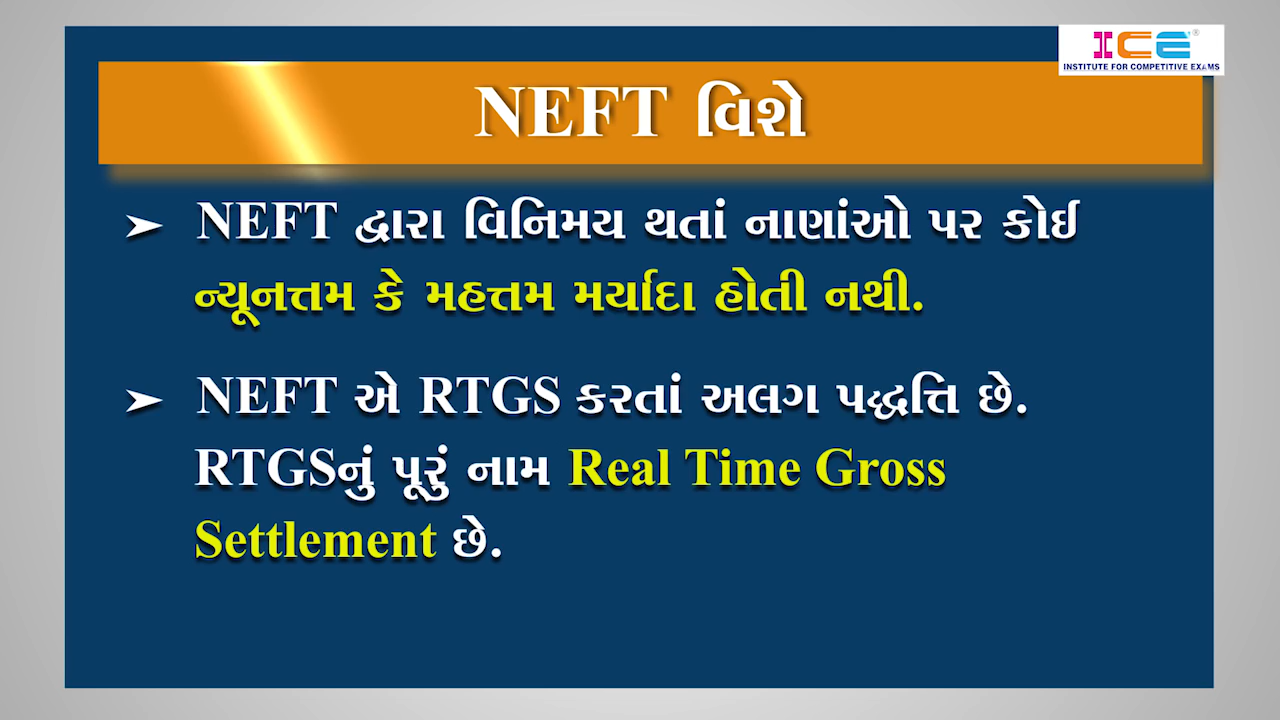 ICE®
INSTITUTE FOR COMPETITIVE EXAMS
NEFT વિશે
➢ NEFT દ્વારા વિનિમય થતાં નાણાંઓ પર કોઈ
ન્યૂનત્તમ કે મહત્તમ મર્યાદા હોતી નથી.
➢ NEFT એ RTGS કરતાં અલગ પદ્ધત્તિ છે.
RTGSનું પૂરું નામ Real Time Gross
Settlement છે.